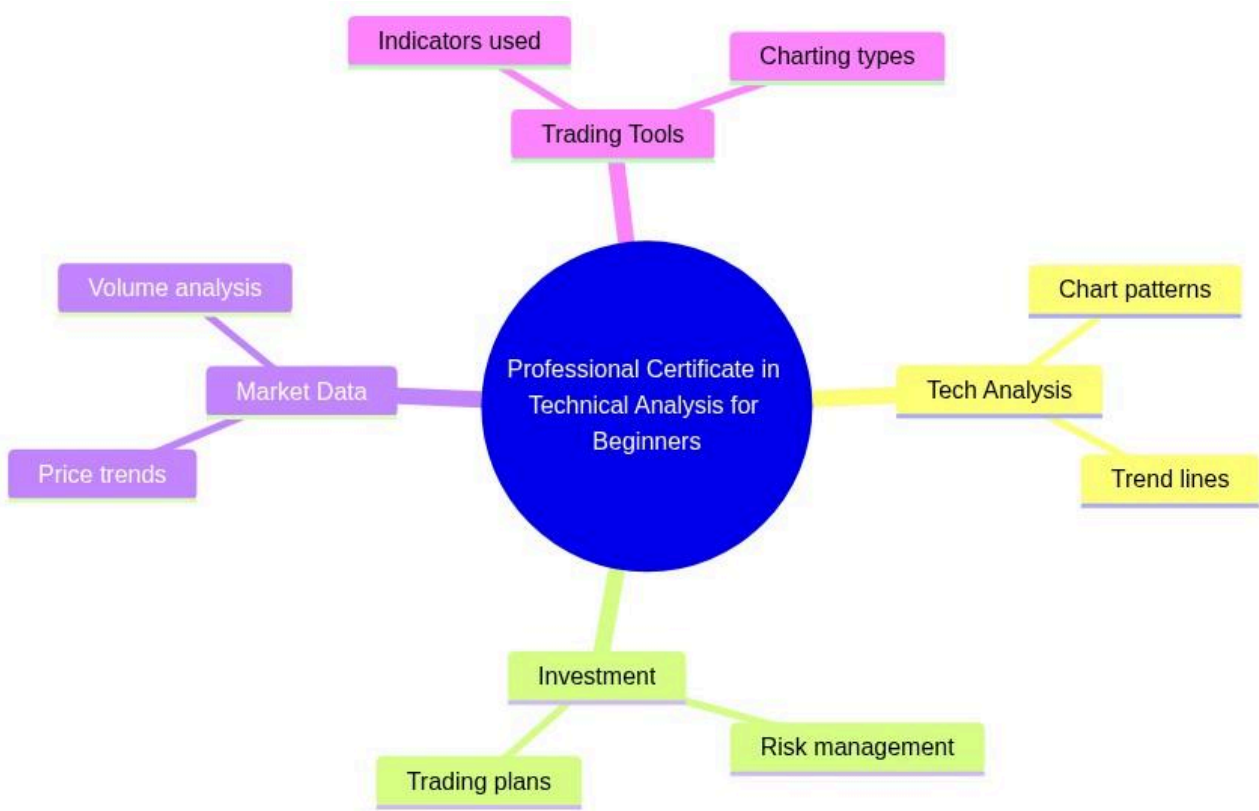 Indicators used
Charting types
Trading Tools
Volume analysis
Chart patterns
Professional Certificate in
Technical Analysis for
Beginners
Market Data
Tech Analysis
Price trends
Trend lines
Investment
Risk management
Trading plans